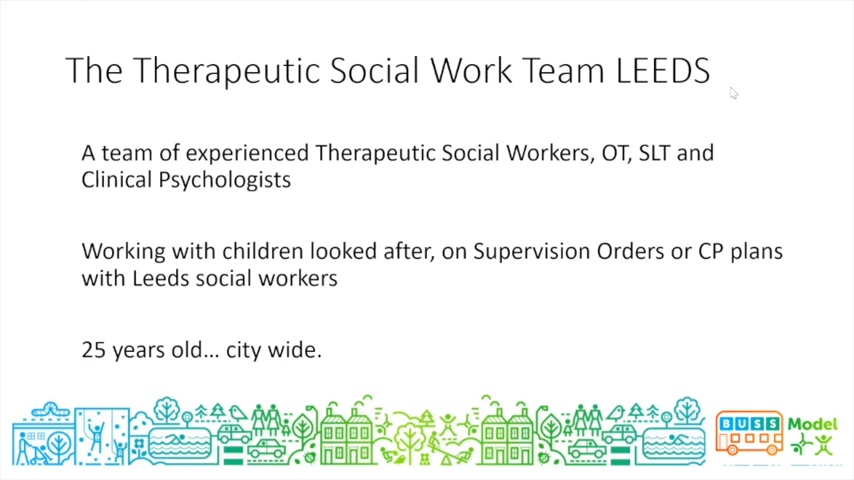 The Therapeutic Social Work Team LEEDS
A team of experienced Therapeutic Social Workers, OT, SLT and
Clinical Psychologists
Working with children looked after, on Supervision Orders or CP plans
with Leeds social workers
25 years old... city wide.
BUSS Model